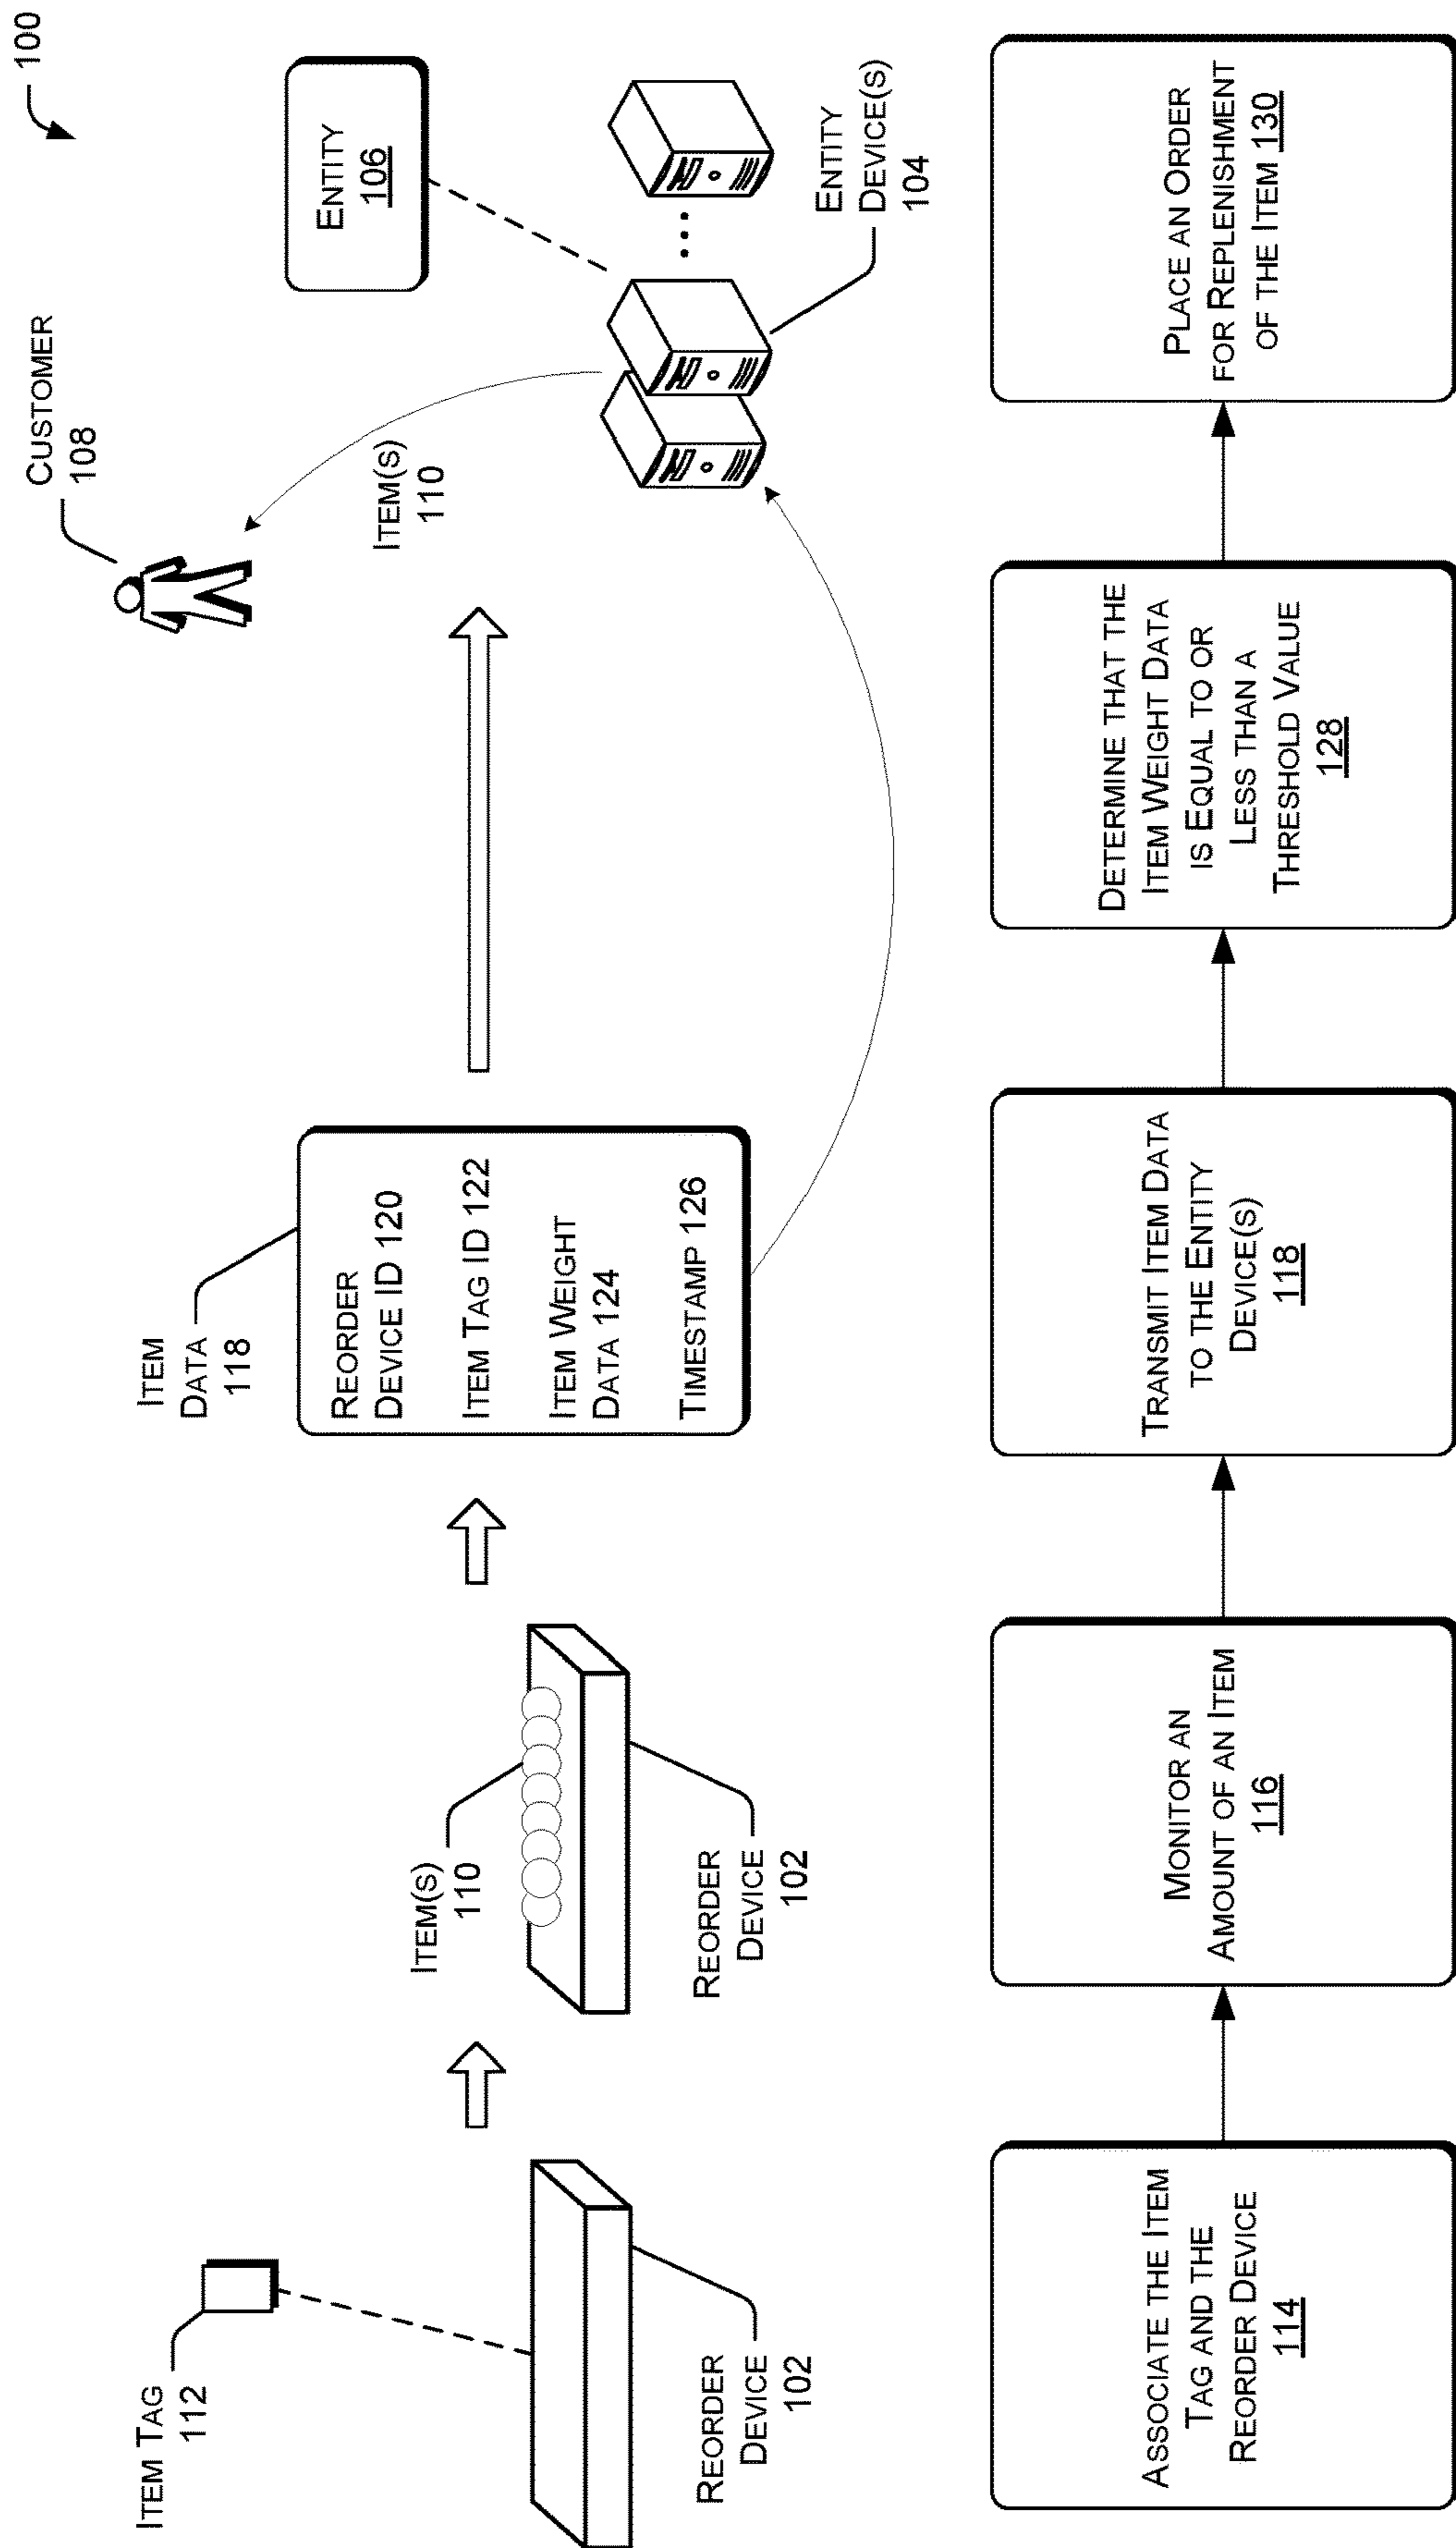 100
CUSTOMER
108
ENTITY
106
ITEM TAG
112
ITEM
DATA
118
ITEM(S)
110
ITEM(S)
110
REORDER
DEVICE ID 120
ITEM TAG ID 122
ITEM WEIGHT
DATA 124
TIMESTAMP 126
REORDER
DEVICE
102
REORDER
DEVICE
102
ENTITY
DEVICE(S)
104
ASSOCIATE THE ITEM
TAG AND THE
REORDER DEVICE
114
MONITOR AN
AMOUNT OF AN ITEM
116
TRANSMIT ITEM DATA
TO THE ENTITY
DEVICE(S)
118
DETERMINE THAT THE
ITEM WEIGHT DATA
IS EQUAL TO OR
LESS THAN A
THRESHOLD VALUE
128
PLACE AN ORDER
FOR REPLENISHMENT
OF THE ITEM 130